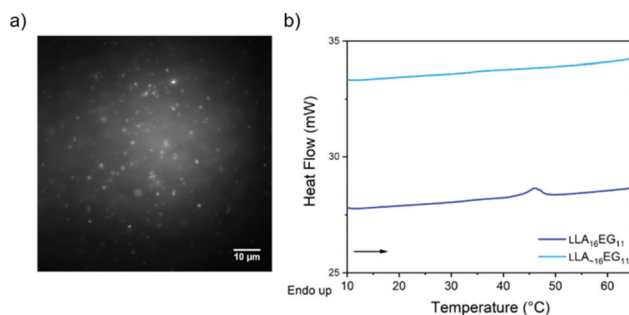 a)
10 µm
b)
35
30
25
Heat Flow (mW)
LLA₁₆EG₁₁
LLA~₁₆EG₁₁
Endo up
10 20 30 40 50 60
Temperature (°C)